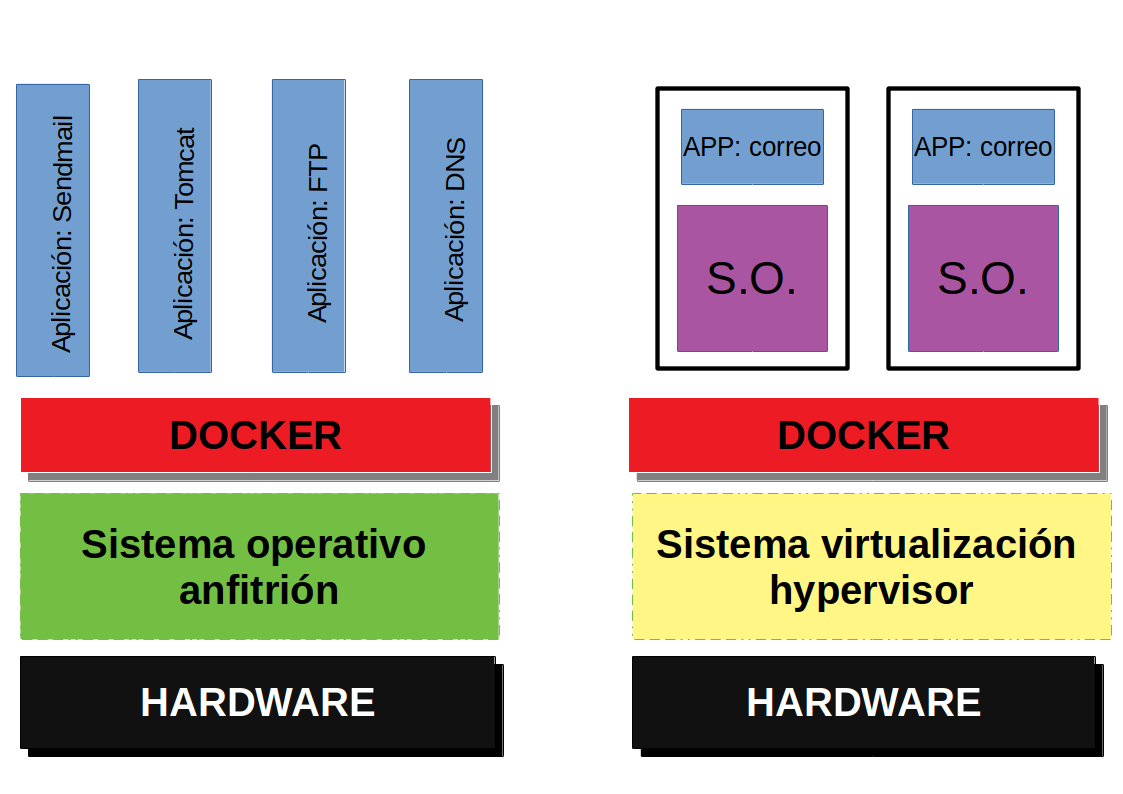 Aplicación: Sendmail
Aplicación: Tomcat
Aplicación: FTP
Aplicación: DNS
DOCKER
Sistema operativo
anfitrión
HARDWARE
APP: correo
S.O.
APP: correo
S.O.
DOCKER
Sistema virtualización
hypervisor
HARDWARE